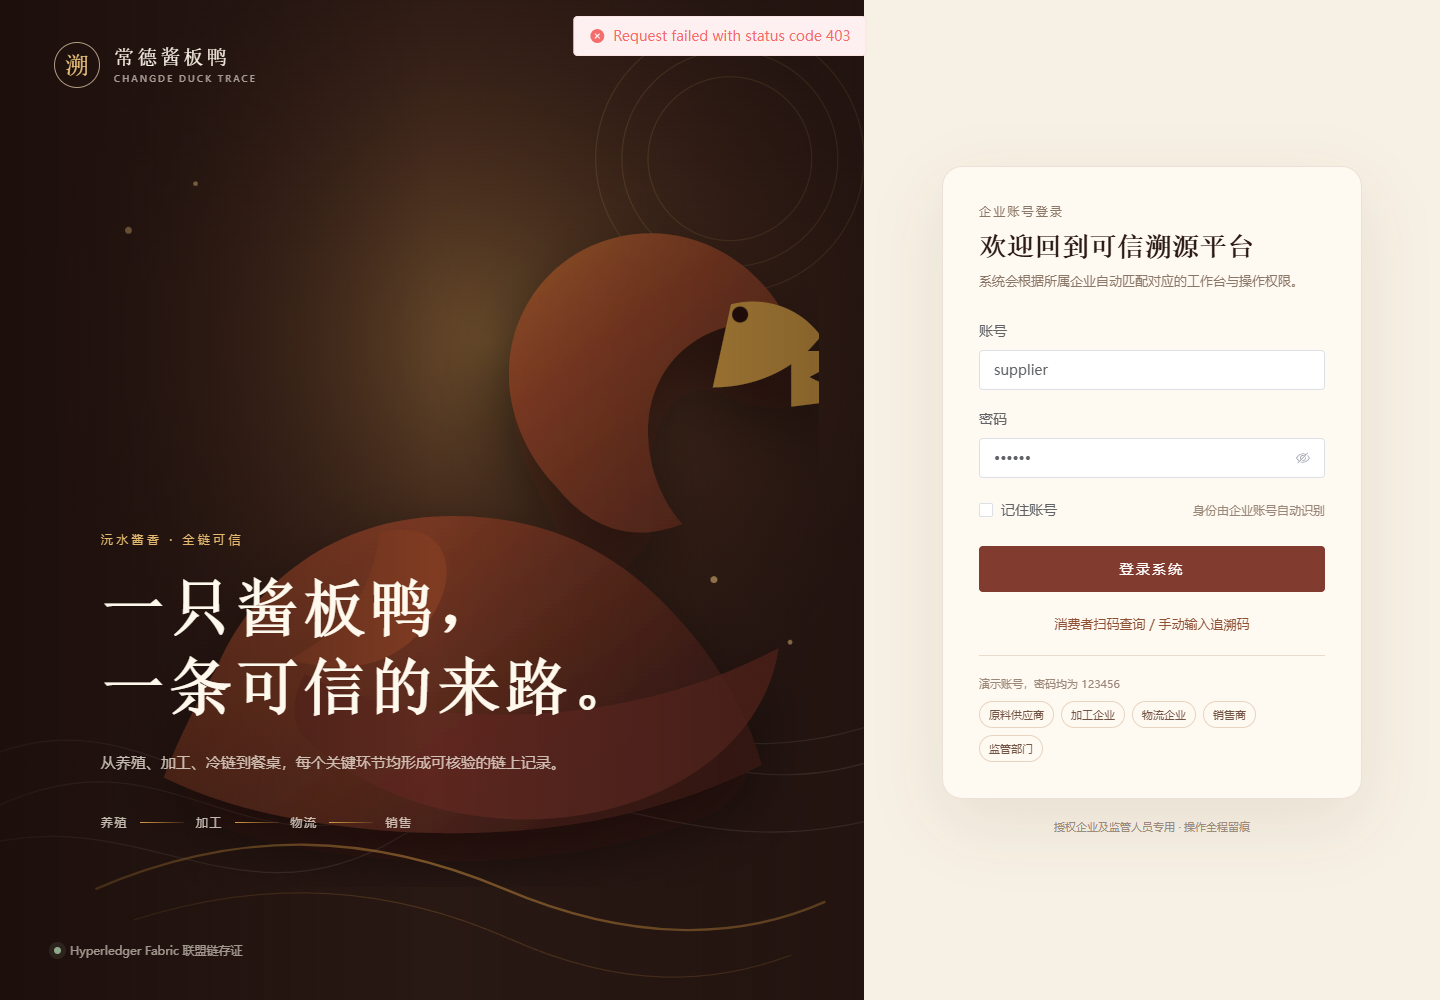 溯
常德酱板鸭
CHANGDE DUCK TRACE
Request failed with status code 403
沅水酱香 · 全链可信
一只酱板鸭，
一条可信的来路。
从养殖、加工、冷链到餐桌，每个关键环节均形成可核验的链上记录。
养殖 加工 物流 销售
Hyperledger Fabric 联盟链存证
企业账号登录
欢迎回到可信溯源平台
系统会根据所属企业自动匹配对应的工作台与操作权限。
账号
supplier
密码
••••••
记住账号 身份由企业账号自动识别
登录系统
消费者扫码查询 / 手动输入追溯码
演示账号，密码均为 123456
原料供应商 加工企业 物流企业 销售商
监管部门
授权企业及监管人员专用 · 操作全程留痕